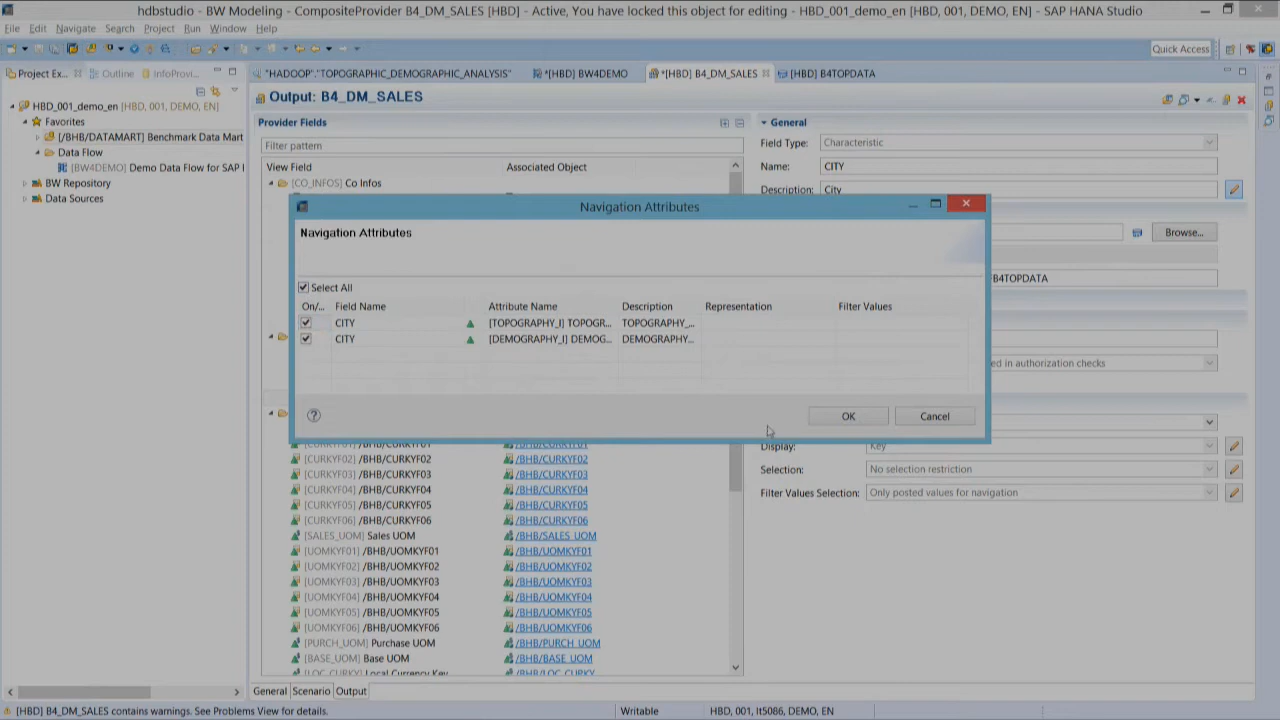 hdbstudio - BW Modeling - CompositeProvider B4_DM_SALES [HBD] - Active, You have locked this object for editing - HBD_001_demo_en [HBD, 001, DEMO, EN] - SAP HANA Studio
File Edit Navigate Search Project Run Window Help
Quick Access
Project Ex... Outline InfoProvi...
"HADOOP"."TOPOGRAPHIC_DEMOGRAPHIC_ANALYSIS" *[HBD] BW4DEMO *[HBD] B4_DM_SALES [HBD] B4TOPDATA
HBD_001_demo_en [HBD, 001, DEMO, EN]
Favorites
[/BHB/DATAMART] Benchmark Data Mart
Data Flow
[BW4DEMO] Demo Data Flow for SAP
BW Repository
Data Sources
Output: B4_DM_SALES
Provider Fields
Filter pattern
View Field Associated Object
[CO_INFOS] Co Infos
General
Field Type: Characteristic
Name: CITY
Description: City
Browse...
B4TOPDATA
ed in authorization checks
Navigation Attributes
Navigation Attributes
Select All
On/... Field Name Attribute Name Description Representation Filter Values
CITY [TOPOGRAPHY_I] TOPOGR... TOPOGRAPHY_...
CITY [DEMOGRAPHY_I] DEMOG... DEMOGRAPHY...
? OK Cancel
[CURKYF01] /BHB/CURKYF01 /BHB/CURKYF01
[CURKYF02] /BHB/CURKYF02 /BHB/CURKYF02
[CURKYF03] /BHB/CURKYF03 /BHB/CURKYF03
[CURKYF04] /BHB/CURKYF04 /BHB/CURKYF04
[CURKYF05] /BHB/CURKYF05 /BHB/CURKYF05
[CURKYF06] /BHB/CURKYF06 /BHB/CURKYF06
[SALES_UOM] Sales UOM /BHB/SALES_UOM
[UOMKYF01] /BHB/UOMKYF01 /BHB/UOMKYF01
[UOMKYF02] /BHB/UOMKYF02 /BHB/UOMKYF02
[UOMKYF03] /BHB/UOMKYF03 /BHB/UOMKYF03
[UOMKYF04] /BHB/UOMKYF04 /BHB/UOMKYF04
[UOMKYF05] /BHB/UOMKYF05 /BHB/UOMKYF05
[UOMKYF06] /BHB/UOMKYF06 /BHB/UOMKYF06
[PURCH_UOM] Purchase UOM /BHB/PURCH_UOM
[BASE_UOM] Base UOM /BHB/BASE_UOM
[LOC_CURKY] Local Currency Key /BHB/LOC_CURKY
Display: Key
Selection: No selection restriction
Filter Values Selection: Only posted values for navigation
General Scenario Output
[HBD] B4_DM_SALES contains warnings. See Problems View for details.
Writable
HBD, 001, lt5086, DEMO, EN